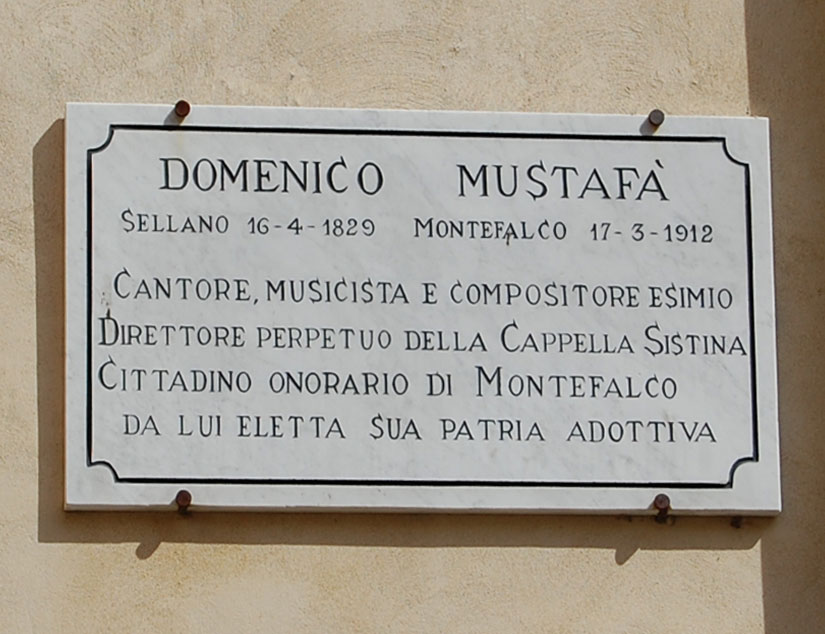 DOMENICO MUSTAFÀ
SELLANO 16-4-1829 MONTEFALCO 17-3-1912
CANTORE, MUSICISTA E COMPOSITORE ESIMIO
DIRETTORE PERPETUO DELLA CAPPELLA SISTINA
CITTADINO ONORARIO DI MONTEFALCO
DA LUI ELETTA SUA PATRIA ADOTTIVA